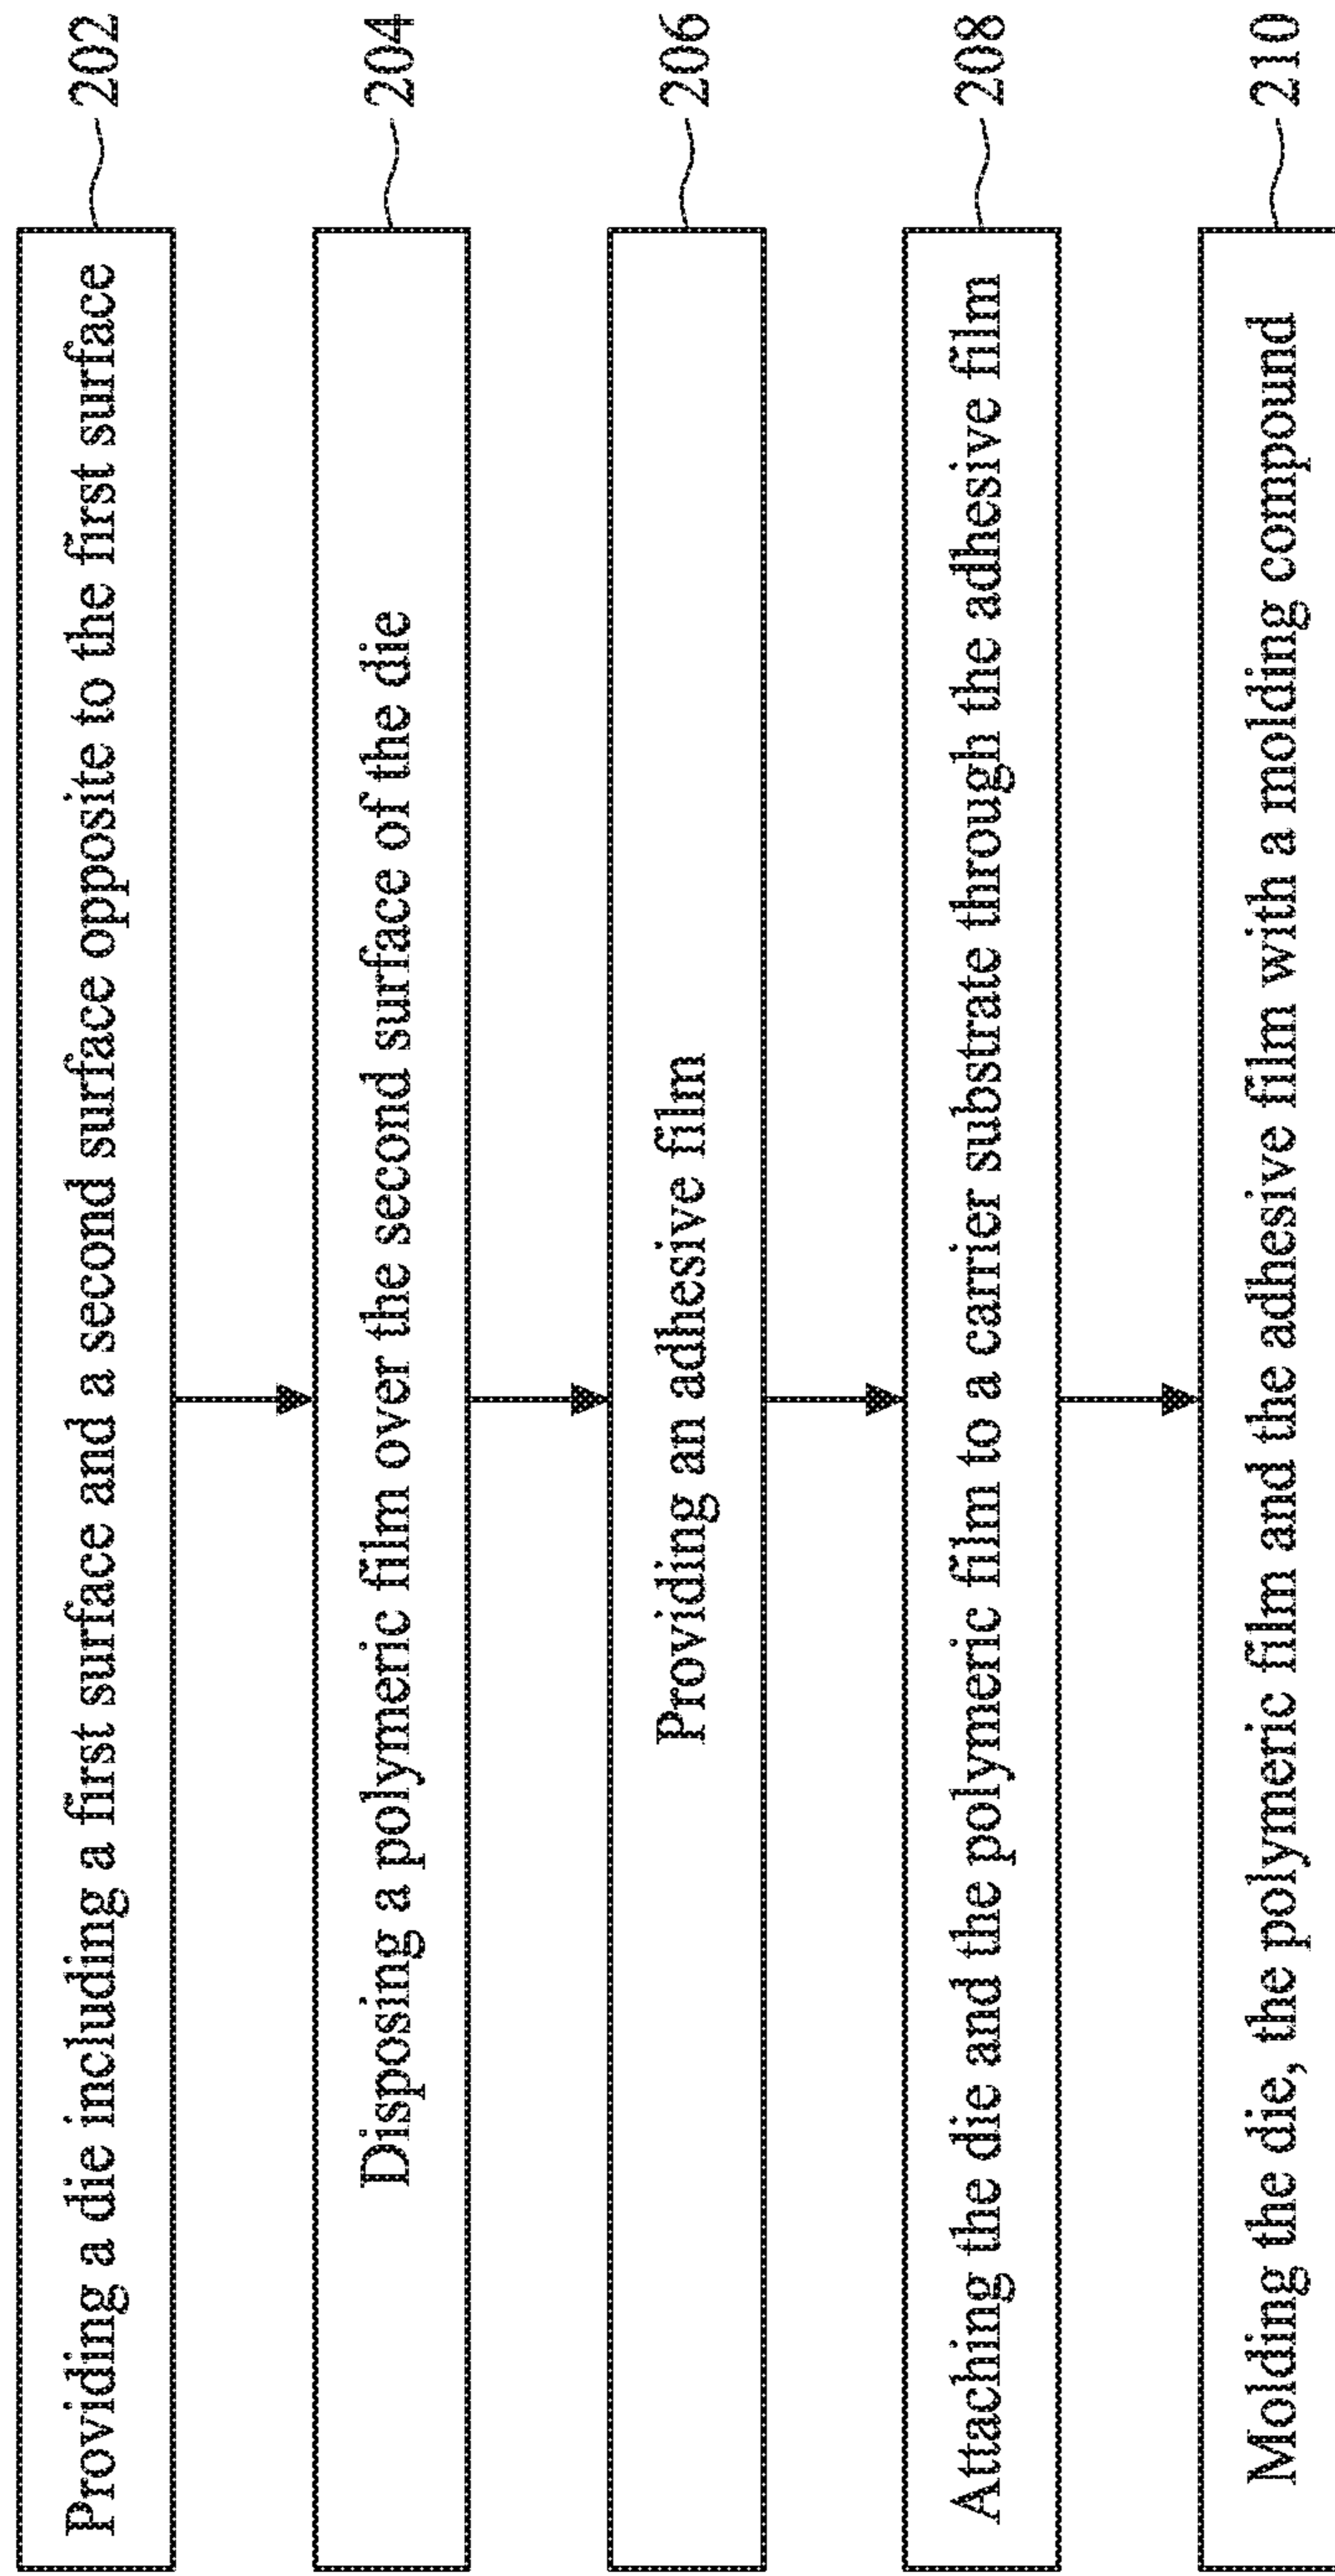 Providing a die including a first surface and a second surface opposite to the first surface
202
Disposing a polymeric film over the second surface of the die
204
Providing an adhesive film
206
Attaching the die and the polymeric film to a carrier substrate through the adhesive film
208
Molding the die, the polymeric film and the adhesive film with a molding compound
210